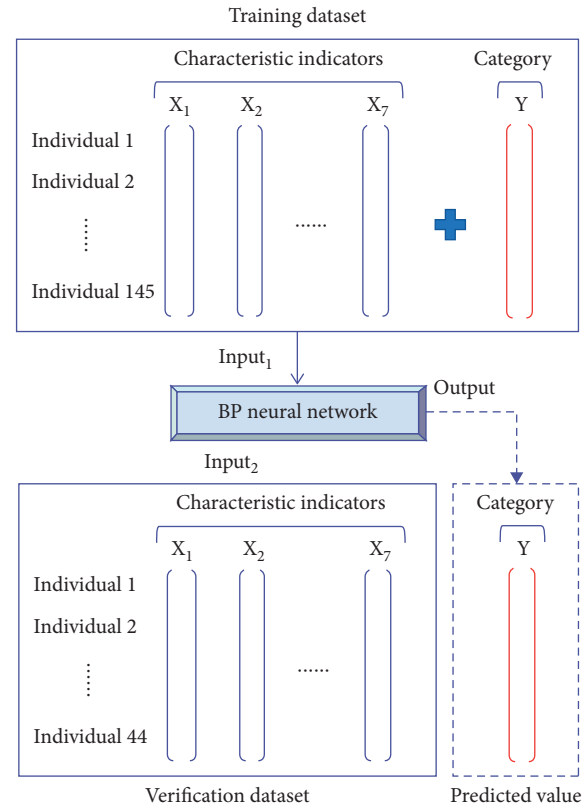 Training dataset
Characteristic indicators
Category
X₁ X₂ X₇
Y
Individual 1
Individual 2
......
......
Individual 145
Input₁
BP neural network
Output
Input₂
Characteristic indicators
X₁ X₂ X₇
Individual 1
Individual 2
......
......
Individual 44
Verification dataset
Category
Y
Predicted value